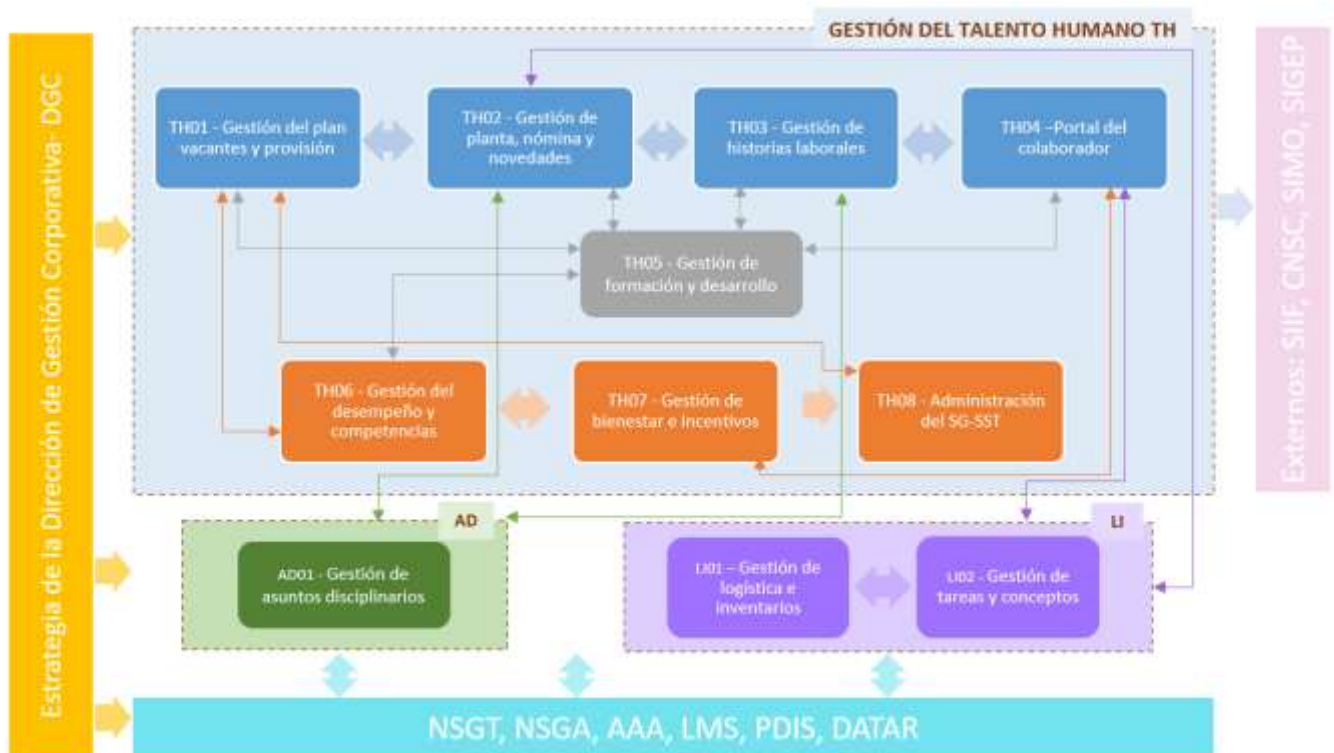 GESTIÓN DEL TALENTO HUMANO TH
Estrategia de la Dirección de Gestión Corporativa- DGC
TH01 - Gestión del plan
vacantes y provisión
TH02 - Gestión de
planta, nómina y
novedades
TH03 - Gestión de
historias laborales
TH04 –Portal del
colaborador
Externos: SIIF, CNSC, SIMO, SIGEP
TH05 - Gestión de
formación y desarrollo
TH06 - Gestión del
desempeño y
competencias
TH07 - Gestión de
bienestar e incentivos
TH08 - Administración
del SG-SST
AD
AD01 - Gestión de
asuntos disciplinarios
LI
LI01 – Gestión de
logística e
inventarios
LI02 - Gestión de
tareas y conceptos
NSGT, NSGA, AAA, LMS, PDIS, DATAR